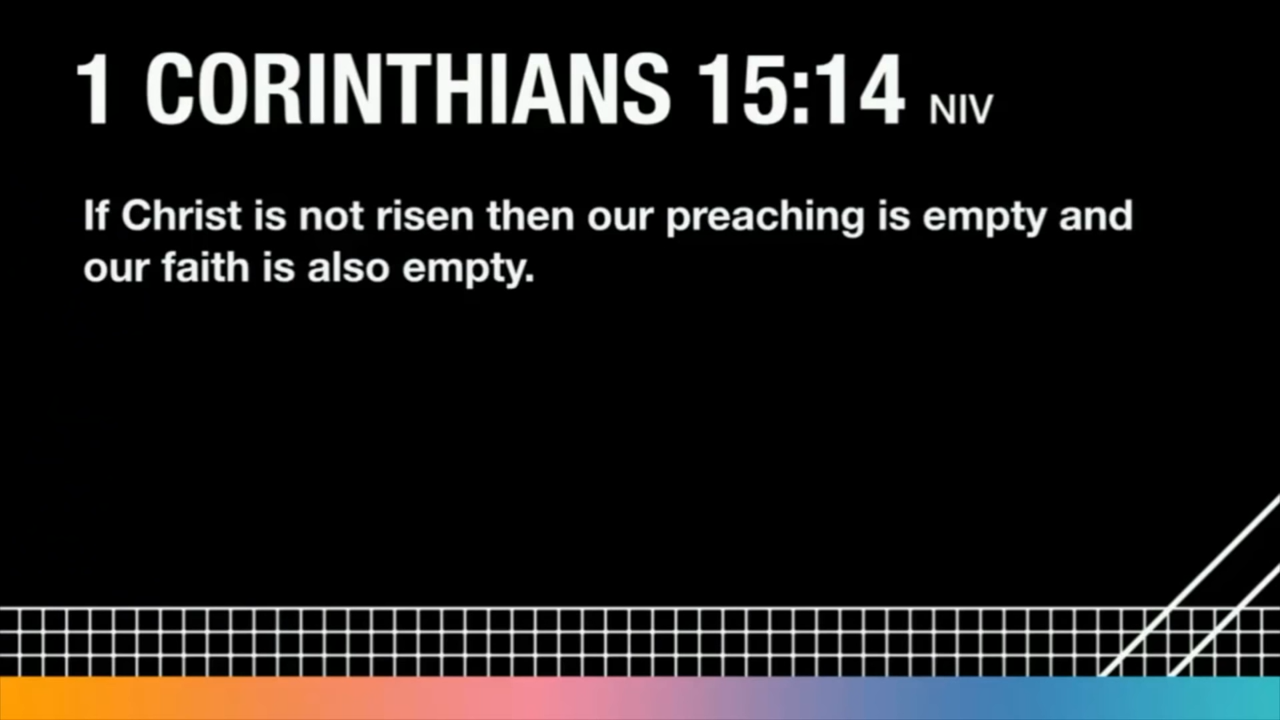 1 CORINTHIANS 15:14 NIV
If Christ is not risen then our preaching is empty and
our faith is also empty.